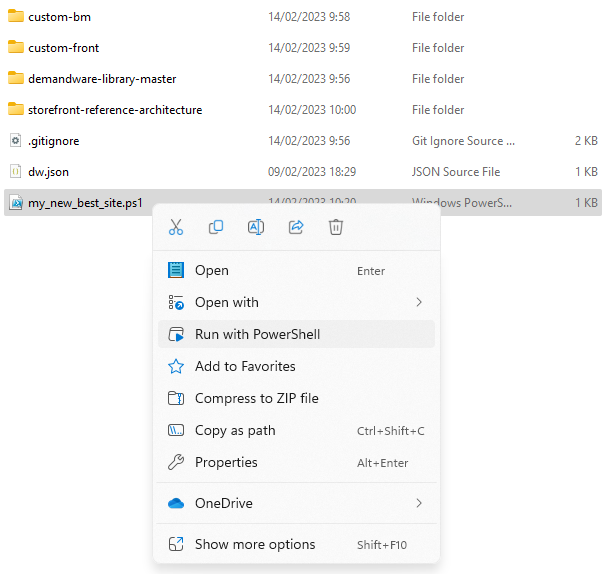 custom-bm 14/02/2023 9:58 File folder
custom-front 14/02/2023 9:59 File folder
demandware-library-master 14/02/2023 9:56 File folder
storefront-reference-architecture 14/02/2023 10:00 File folder
.gitignore 14/02/2023 9:56 Git Ignore Source ... 2 KB
dw.json 09/02/2023 18:29 JSON Source File 1 KB
my_new_best_site.ps1 14/02/2023 10:20 Windows PowerS... 1 KB
Open Enter
Open with
Run with PowerShell
Add to Favorites
Compress to ZIP file
Copy as path Ctrl+Shift+C
Properties Alt+Enter
OneDrive
Show more options Shift+F10